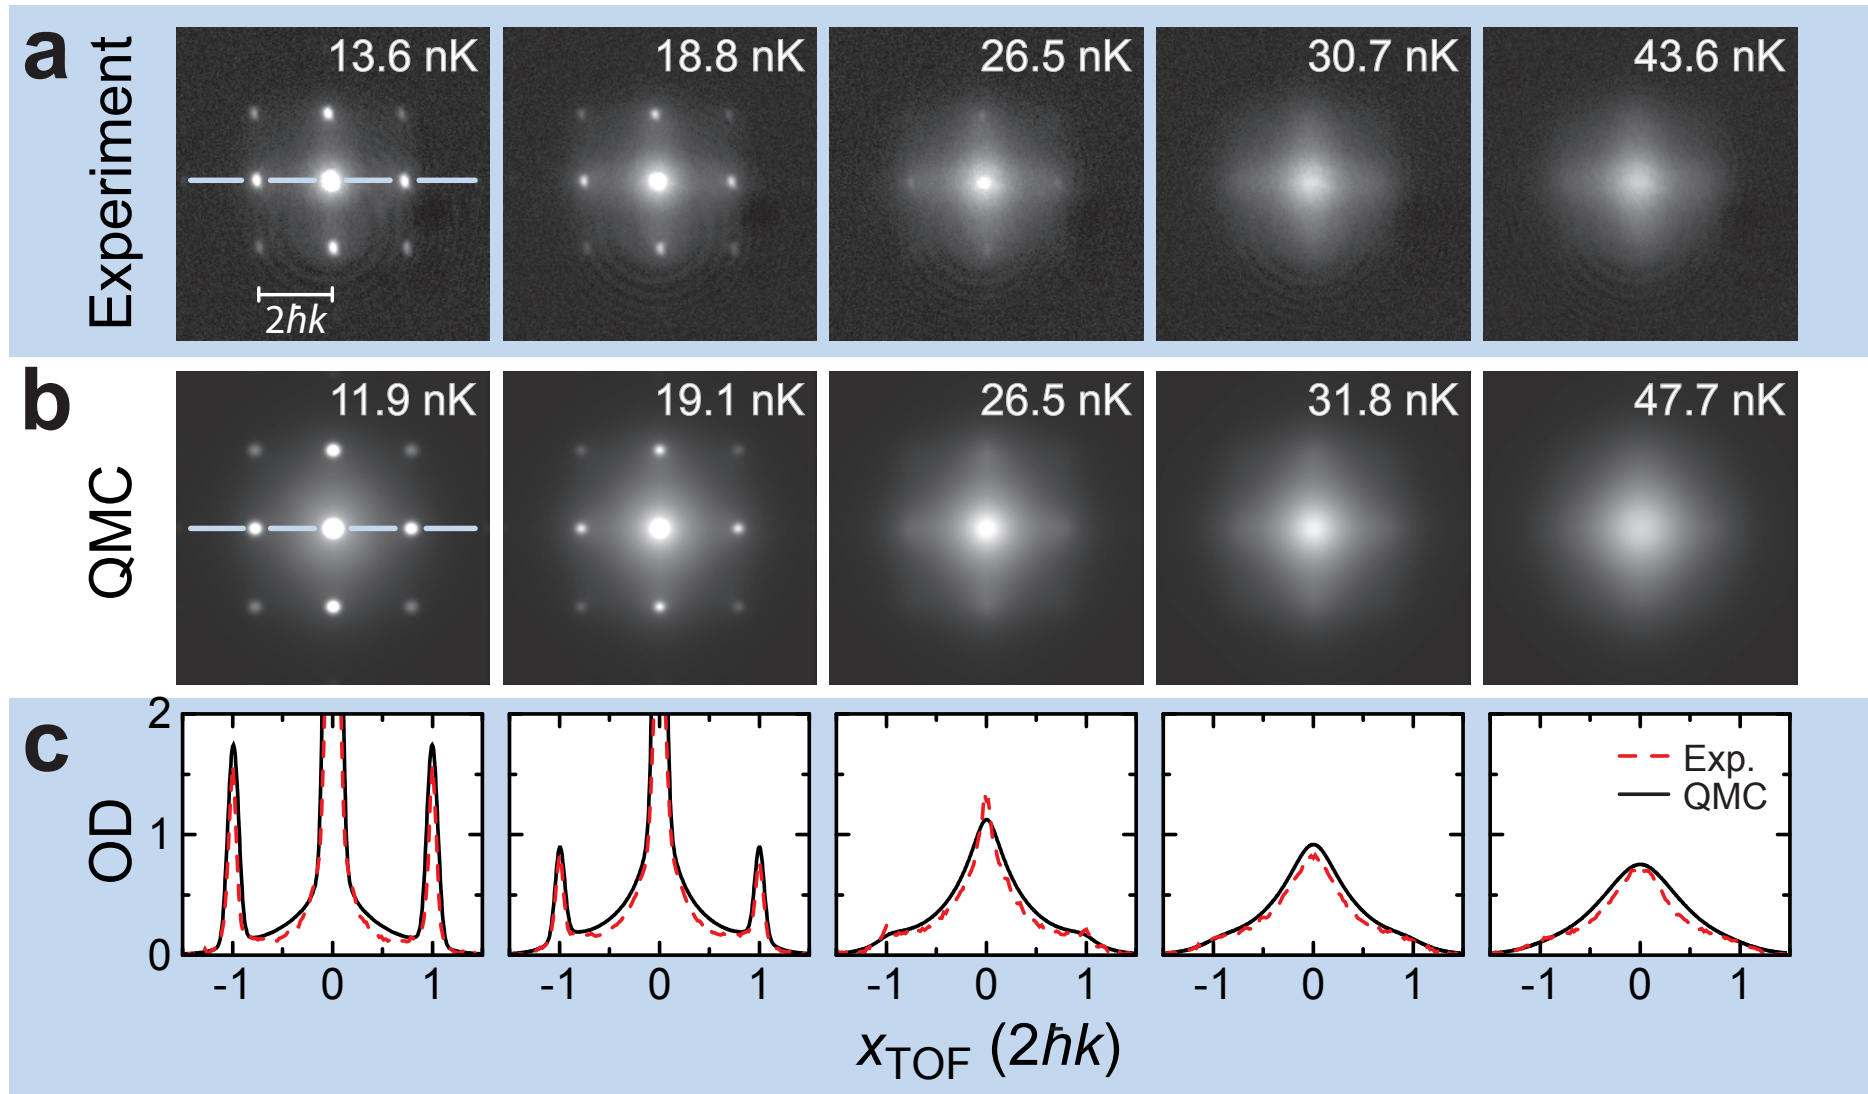 a
Experiment
13.6 nK
18.8 nK
26.5 nK
30.7 nK
43.6 nK
2ħk
b
QMC
11.9 nK
19.1 nK
26.5 nK
31.8 nK
47.7 nK
c
OD
2
1
0
Exp.
QMC
-1 0 1
-1 0 1
-1 0 1
-1 0 1
-1 0 1
xTOF (2ħk)